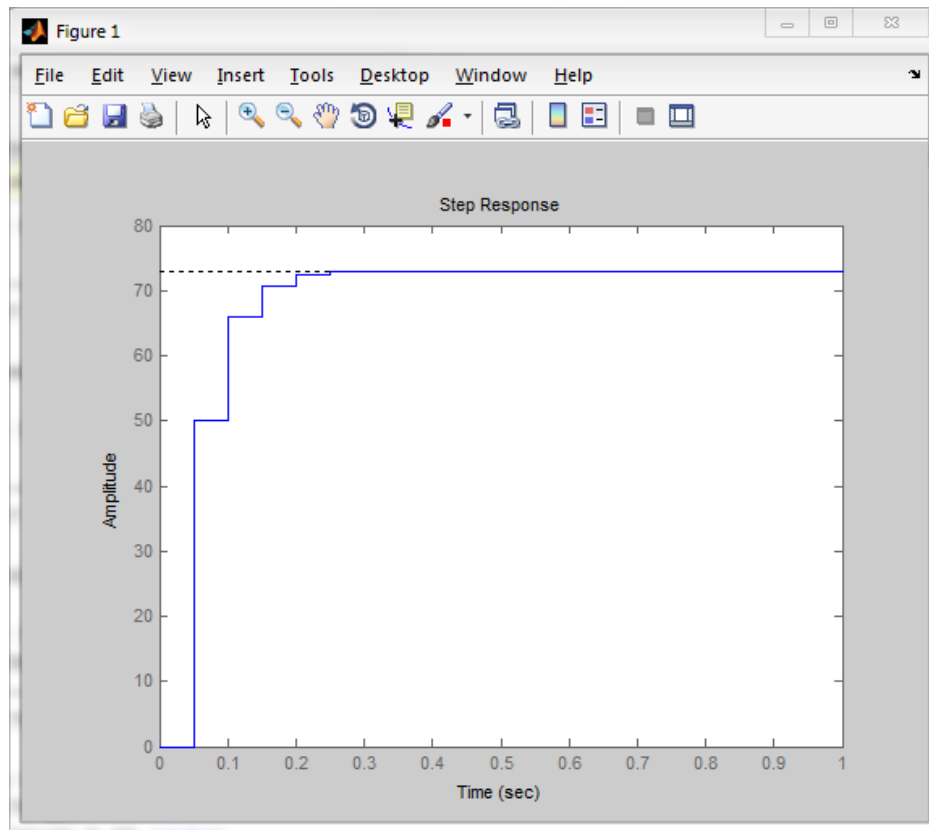 Figure 1
File Edit View Insert Tools Desktop Window Help
Step Response
80
70
60
50
40
30
20
10
0
Amplitude
0 0.1 0.2 0.3 0.4 0.5 0.6 0.7 0.8 0.9 1
Time (sec)